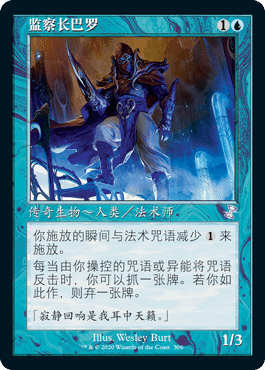 监察长巴罗 1
传奇生物~人类／法术师
你施放的瞬间与法术咒语减少 1 来
施放。
每当由你操控的咒语或异能将咒语
反击时，你可以抓一张牌。若你如
此作，则弃一张牌。
「寂静回响是我耳中天籁。」
Illus. Wesley Burt
™ & © 2020 Wizards of the Coast 306
1/3